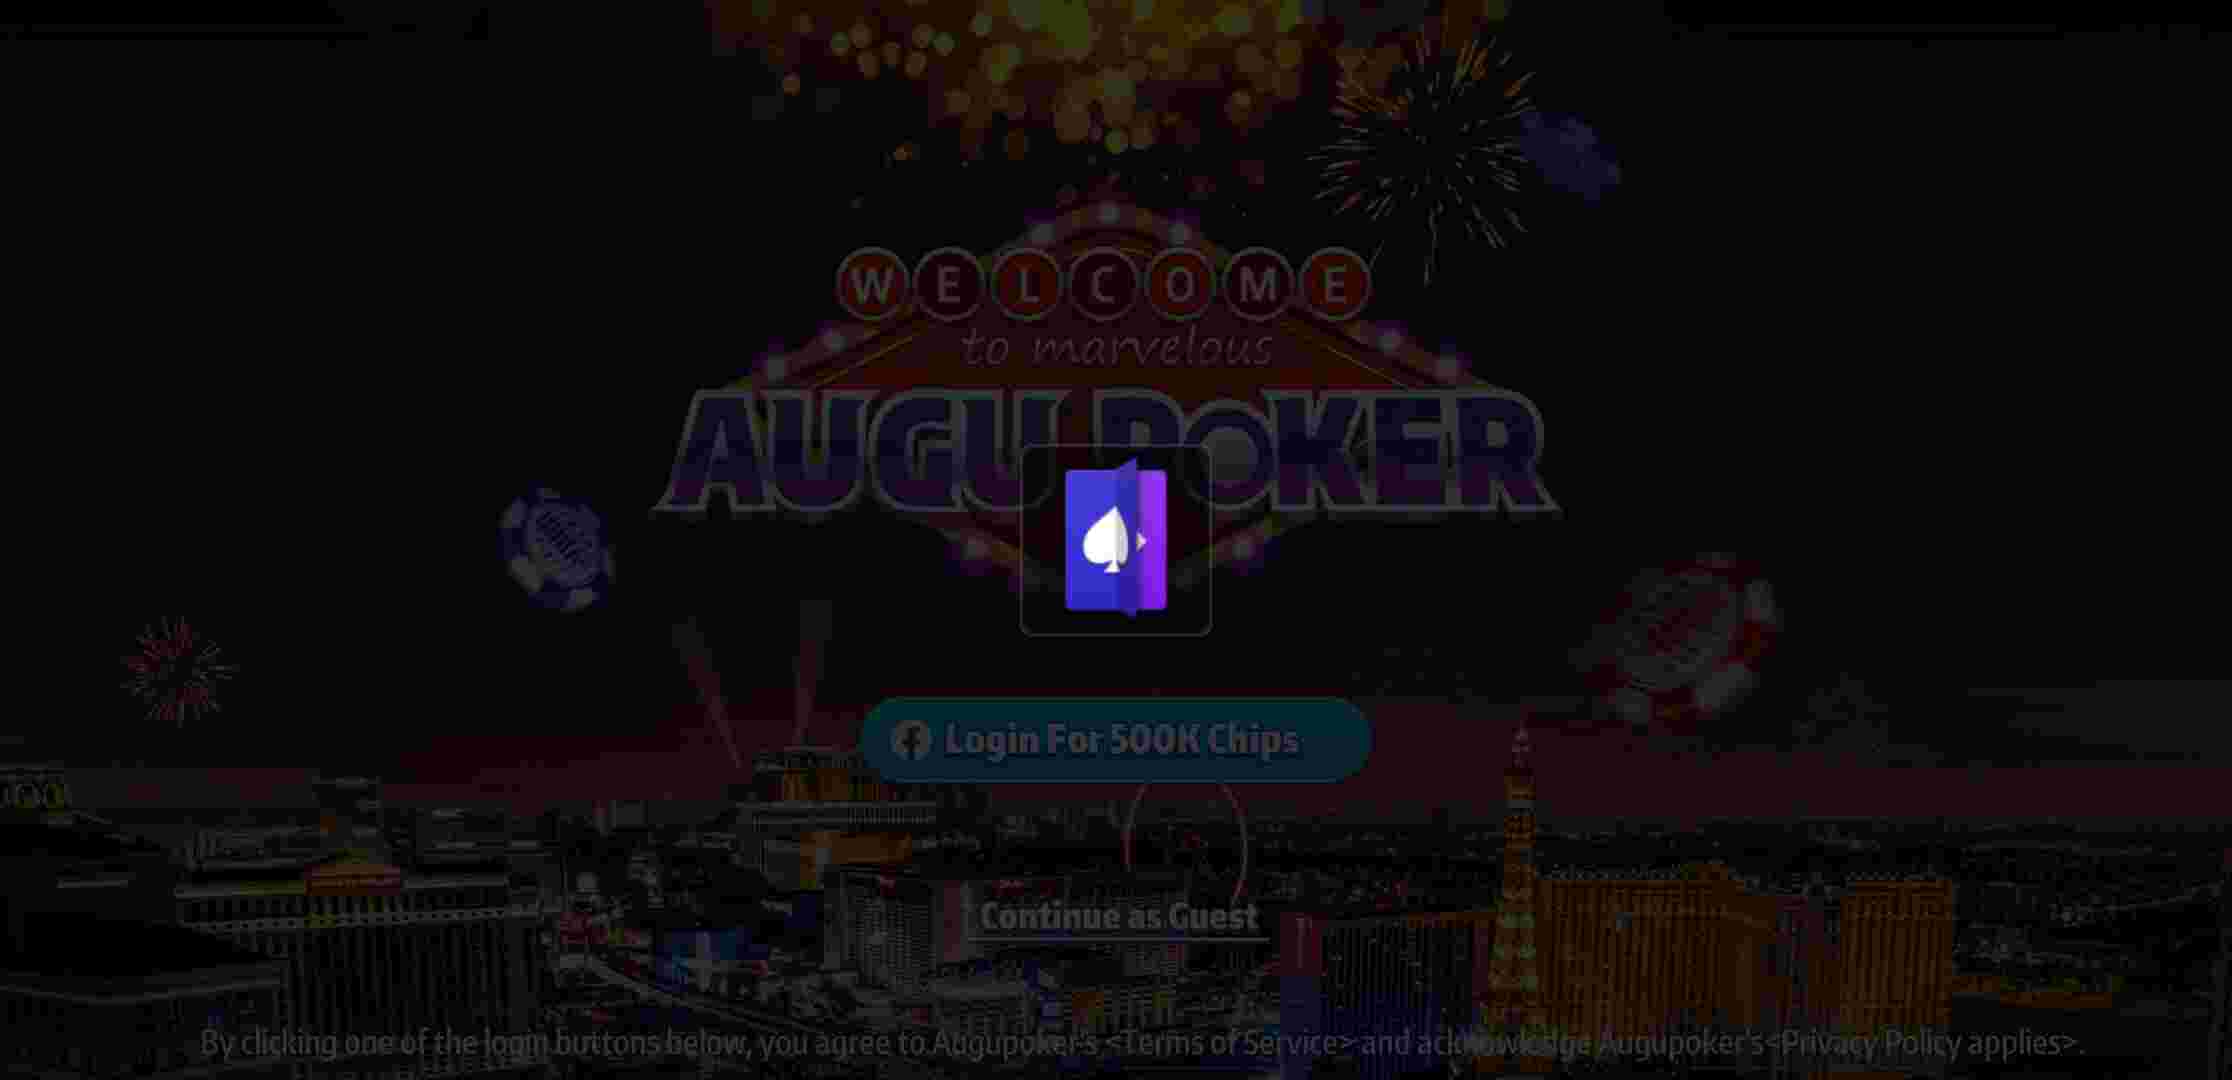 WELCOME
to marvelous
AUGU POKER
Login For 500K Chips
Continue as Guest
By clicking one of the login buttons below, you agree to Augupoker's <Terms of Service> and acknowledge Augupoker's<Privacy Policy applies>.